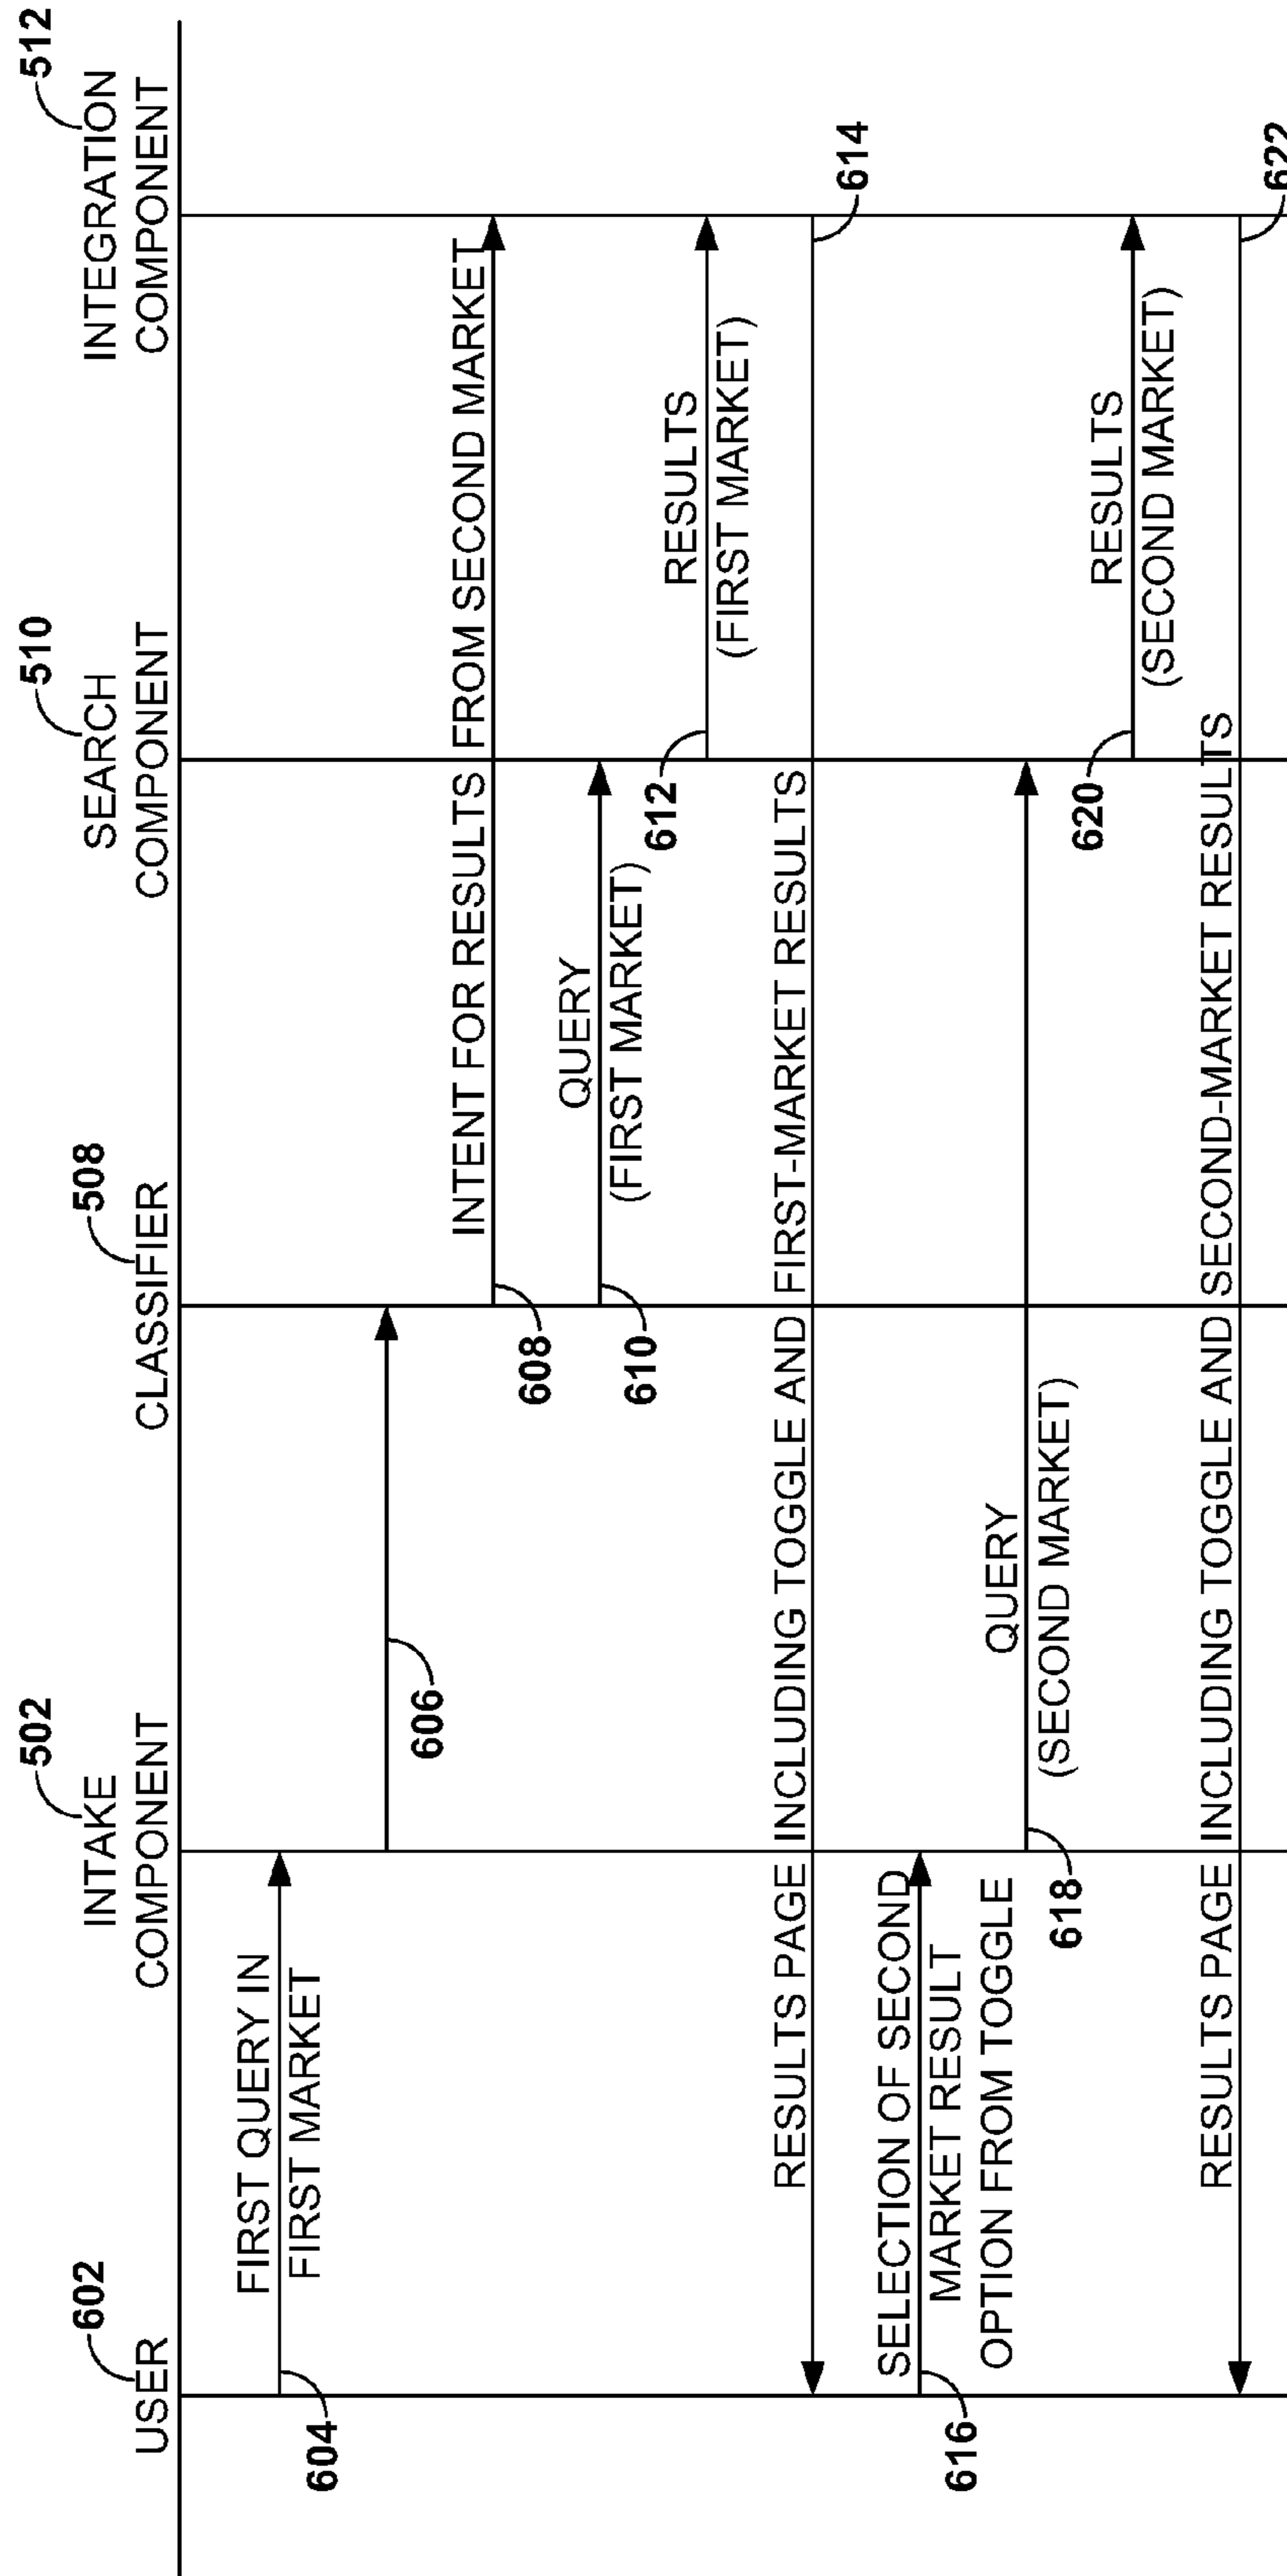 602
USER
502
INTAKE
COMPONENT
508
CLASSIFIER
510
SEARCH
COMPONENT
512
INTEGRATION
COMPONENT
604
FIRST QUERY IN
FIRST MARKET
606
INTENT FOR RESULTS FROM SECOND MARKET
608
QUERY
(FIRST MARKET)
610
612
RESULTS
(FIRST MARKET)
RESULTS PAGE INCLUDING TOGGLE AND FIRST-MARKET RESULTS
614
SELECTION OF SECOND
MARKET RESULT
OPTION FROM TOGGLE
616
QUERY
(SECOND MARKET)
618
620
RESULTS
(SECOND MARKET)
RESULTS PAGE INCLUDING TOGGLE AND SECOND-MARKET RESULTS
622